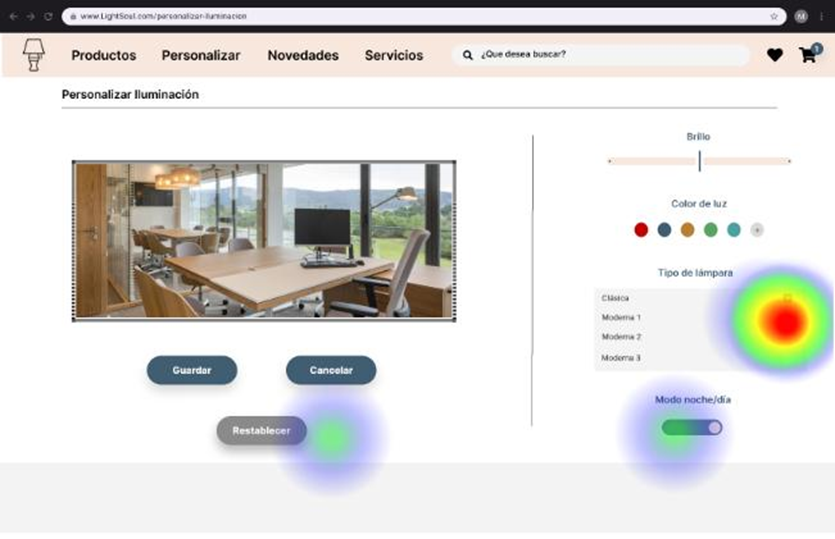 www.LightSoul.com/personalizar-iluminacion
M
Productos Personalizar Novedades Servicios ¿Que desea buscar? 1
Personalizar Iluminación
Brillo
Color de luz
+
Tipo de lámpara
Clásica
Moderna 1
Moderna 2
Moderna 3
Guardar Cancelar
Modo noche/día
Restablecer